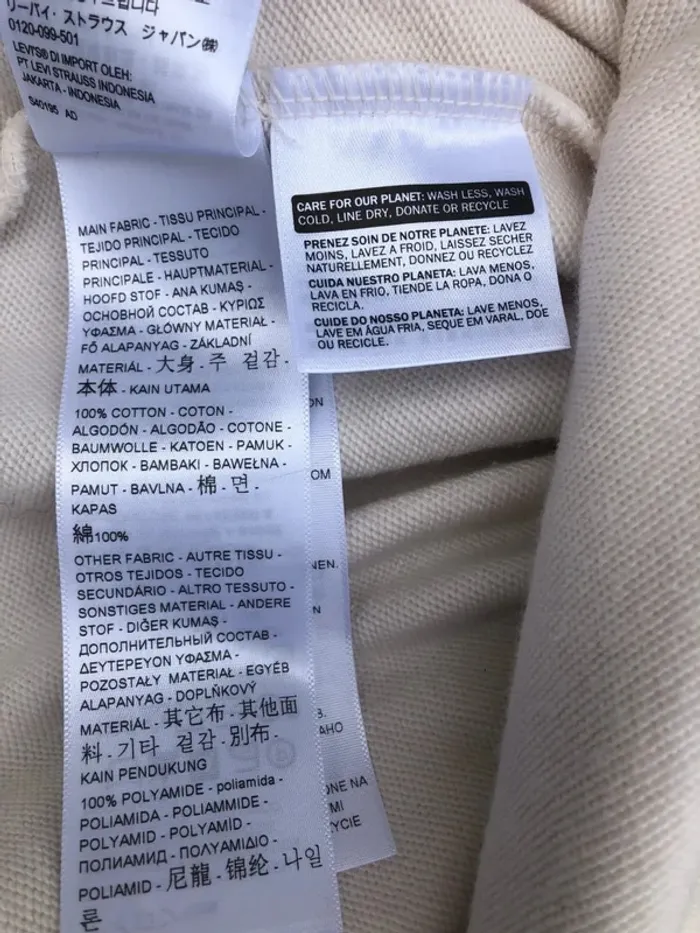 リーバイ・ストラウス ジャパン㈱
0120-099-501
LEVI'S® DI IMPORT OLEH:
PT LEVI STRAUSS INDONESIA
JAKARTA - INDONESIA
S40195 AD
MAIN FABRIC - TISSU PRINCIPAL -
TEJIDO PRINCIPAL - TECIDO
PRINCIPAL - TESSUTO
PRINCIPALE - HAUPTMATERIAL -
HOOFD STOF - ANA KUMAŞ -
ОСНОВНОЙ СОСТАВ - ΚΥΡΙΩΣ
ΥΦΑΣΜΑ - GŁÓWNY MATERIAŁ -
FŐ ALAPANYAG - ZÁKLADNÍ
MATERIÁL - 大身 - 주 겉감 -
本体 - KAIN UTAMA
100% COTTON - COTON -
ALGODÓN - ALGODÃO - COTONE -
BAUMWOLLE - KATOEN - PAMUK -
ХЛОПОК - BAMBAKI - BAWEŁNA -
PAMUT - BAVLNA - 棉 - 면 -
KAPAS
綿100%
OTHER FABRIC - AUTRE TISSU -
OTROS TEJIDOS - TECIDO
SECUNDÁRIO - ALTRO TESSUTO -
SONSTIGES MATERIAL - ANDERE
STOF - DIĞER KUMAŞ -
ДОПОЛНИТЕЛЬНЫЙ СОСТАВ -
ΔΕΥΤΕΡΕΥΟΝ ΥΦΑΣΜΑ -
POZOSTAŁY MATERIAŁ - EGYÉB
ALAPANYAG - DOPLŇKOVÝ
MATERIÁL - 其它布 - 其他面
料 - 기타 겉감 - 別布 -
KAIN PENDUKUNG
100% POLYAMIDE - poliamida -
POLIAMIDA - POLIAMMIDE -
POLYAMID - POLYAMID -
ПОЛИАМИД - ΠΟΛΥΑΜΙΔΙΟ -
POLIAMID - 尼龍 - 锦纶 - 나일
론
CARE FOR OUR PLANET: WASH LESS, WASH
COLD, LINE DRY, DONATE OR RECYCLE
PRENEZ SOIN DE NOTRE PLANETE: LAVEZ
MOINS, LAVEZ A FROID, LAISSEZ SECHER
NATURELLEMENT, DONNEZ OU RECYCLEZ
CUIDA NUESTRO PLANETA: LAVA MENOS,
LAVA EN FRIO, TIENDE LA ROPA, DONA O
RECICLA.
CUIDE DO NOSSO PLANETA: LAVE MENOS,
LAVE EM ÁGUA FRIA, SEQUE EM VARAL, DOE
OU RECICLE.